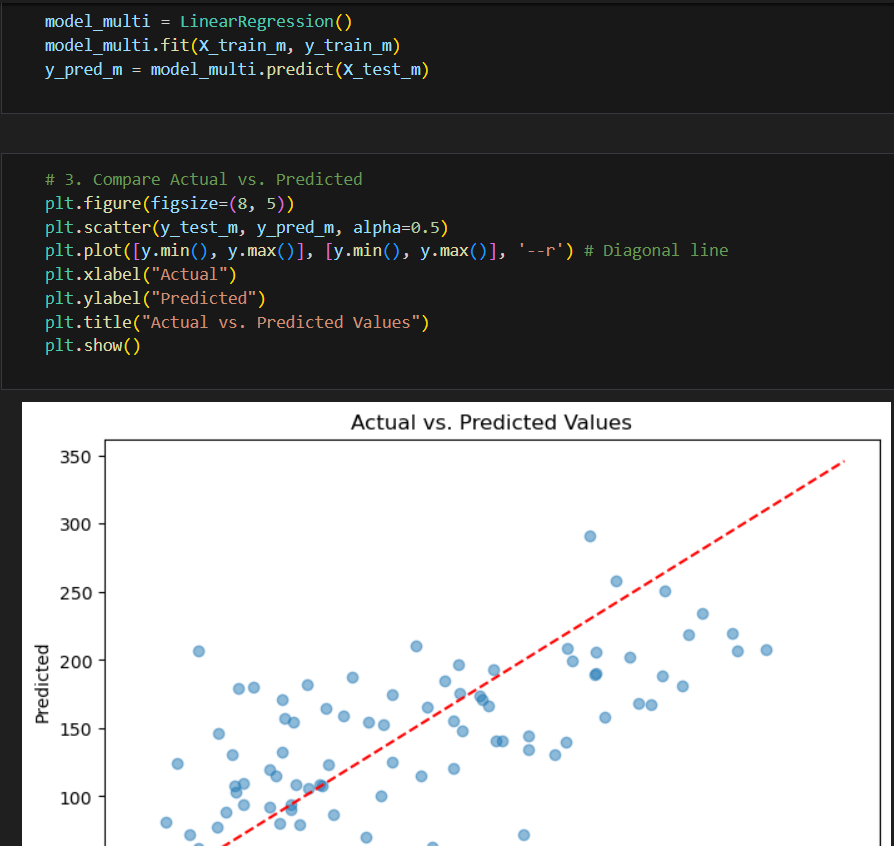 model_multi = LinearRegression()
model_multi.fit(X_train_m, y_train_m)
y_pred_m = model_multi.predict(X_test_m)
# 3. Compare Actual vs. Predicted
plt.figure(figsize=(8, 5))
plt.scatter(y_test_m, y_pred_m, alpha=0.5)
plt.plot([y.min(), y.max()], [y.min(), y.max()], '--r') # Diagonal line
plt.xlabel("Actual")
plt.ylabel("Predicted")
plt.title("Actual vs. Predicted Values")
plt.show()
Actual vs. Predicted Values
350
300
250
200
150
100
Predicted